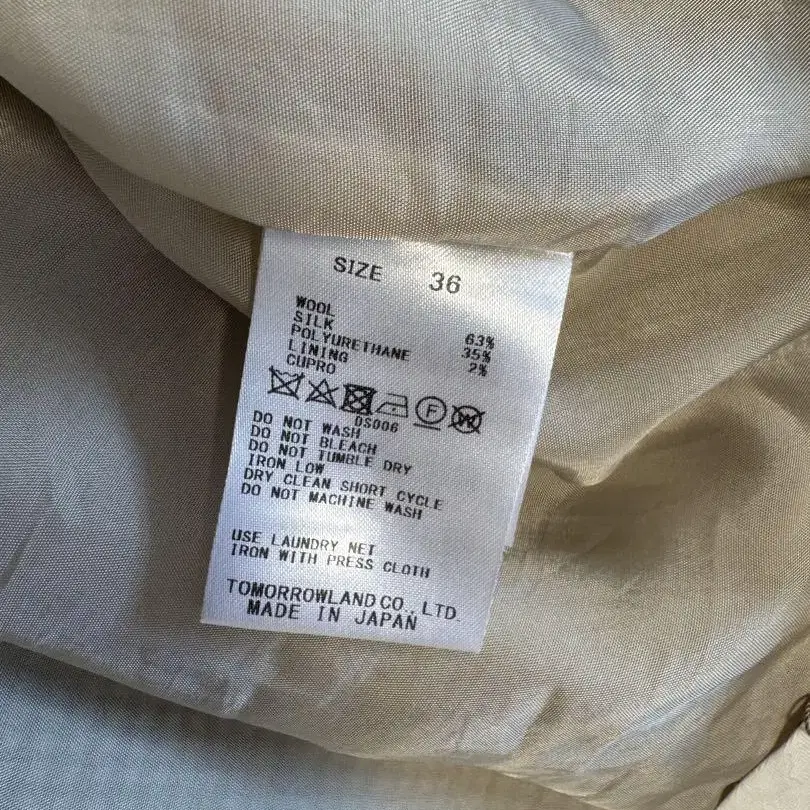 SIZE 36
WOOL 63%
SILK 35%
POLYURETHANE 2%
LINING
CUPRO
F W
DS006
DO NOT WASH
DO NOT BLEACH
DO NOT TUMBLE DRY
IRON LOW
DRY CLEAN SHORT CYCLE
DO NOT MACHINE WASH
USE LAUNDRY NET
IRON WITH PRESS CLOTH
TOMORROWLAND CO., LTD.
MADE IN JAPAN